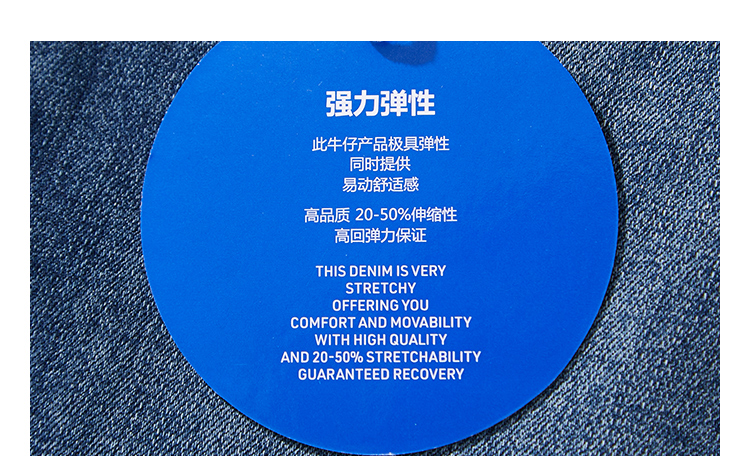 强力弹性
此牛仔产品极具弹性
同时提供
易动舒适感
高品质 20-50%伸缩性
高回弹力保证
THIS DENIM IS VERY
STRETCHY
OFFERING YOU
COMFORT AND MOVABILITY
WITH HIGH QUALITY
AND 20-50% STRETCHABILITY
GUARANTEED RECOVERY